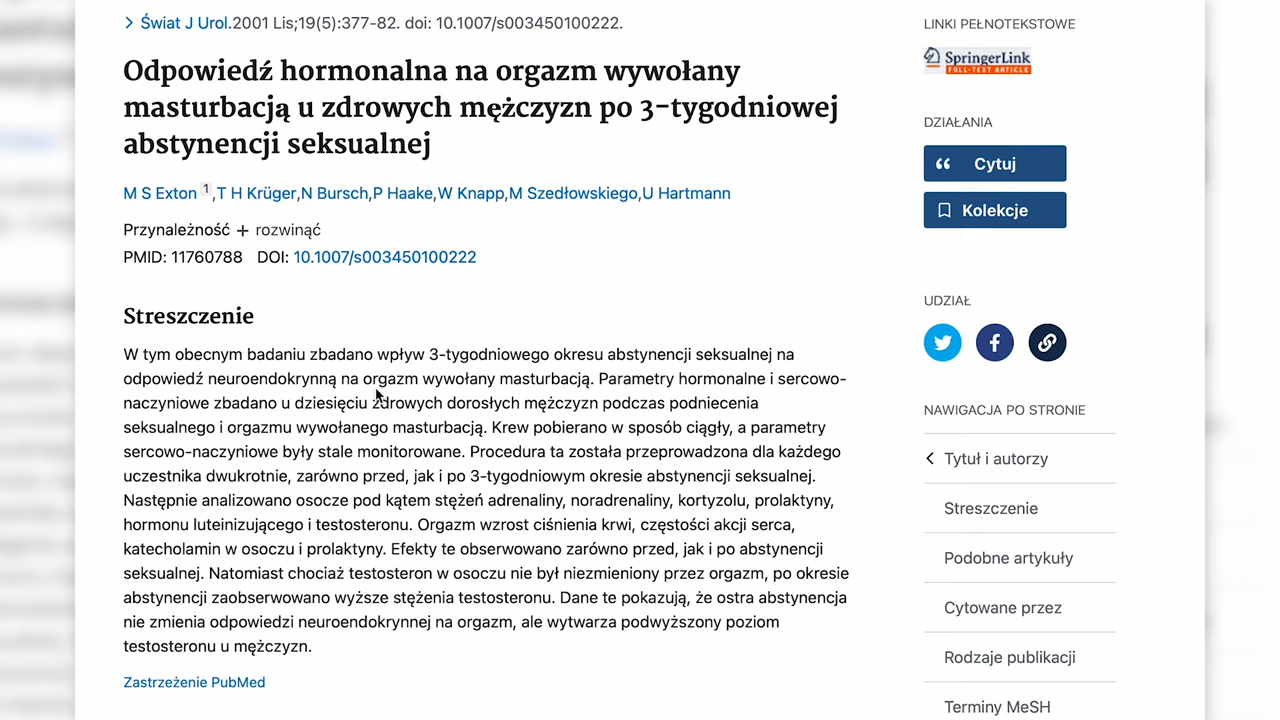 Świat J Urol.2001 Lis;19(5):377-82. doi: 10.1007/s003450100222.
Odpowiedź hormonalna na orgazm wywołany
masturbacją u zdrowych mężczyzn po 3-tygodniowej
abstynencji seksualnej
M S Exton 1,T H Krüger,N Bursch,P Haake,W Knapp,M Szedłowskiego,U Hartmann
Przynależność + rozwinąć
PMID: 11760788 DOI: 10.1007/s003450100222
Streszczenie
W tym obecnym badaniu zbadano wpływ 3-tygodniowego okresu abstynencji seksualnej na
odpowiedź neuroendokrynną na orgazm wywołany masturbacją. Parametry hormonalne i sercowo-
naczyniowe zbadano u dziesięciu zdrowych dorosłych mężczyzn podczas podniecenia
seksualnego i orgazmu wywołanego masturbacją. Krew pobierano w sposób ciągły, a parametry
sercowo-naczyniowe były stale monitorowane. Procedura ta została przeprowadzona dla każdego
uczestnika dwukrotnie, zarówno przed, jak i po 3-tygodniowym okresie abstynencji seksualnej.
Następnie analizowano osocze pod kątem stężeń adrenaliny, noradrenaliny, kortyzolu, prolaktyny,
hormonu luteinizującego i testosteronu. Orgazm wzrost ciśnienia krwi, częstości akcji serca,
katecholamin w osoczu i prolaktyny. Efekty te obserwowano zarówno przed, jak i po abstynencji
seksualnej. Natomiast chociaż testosteron w osoczu nie był niezmieniony przez orgazm, po okresie
abstynencji zaobserwowano wyższe stężenia testosteronu. Dane te pokazują, że ostra abstynencja
nie zmienia odpowiedzi neuroendokrynnej na orgazm, ale wytwarza podwyższony poziom
testosteronu u mężczyzn.
Zastrzeżenie PubMed
LINKI PEŁNOTEKSTOWE
SpringerLink
FULL-TEXT ARTICLE
DZIAŁANIA
Cytuj
Kolekcje
UDZIAŁ
NAWIGACJA PO STRONIE
Tytuł i autorzy
Streszczenie
Podobne artykuły
Cytowane przez
Rodzaje publikacji
Terminy MeSH